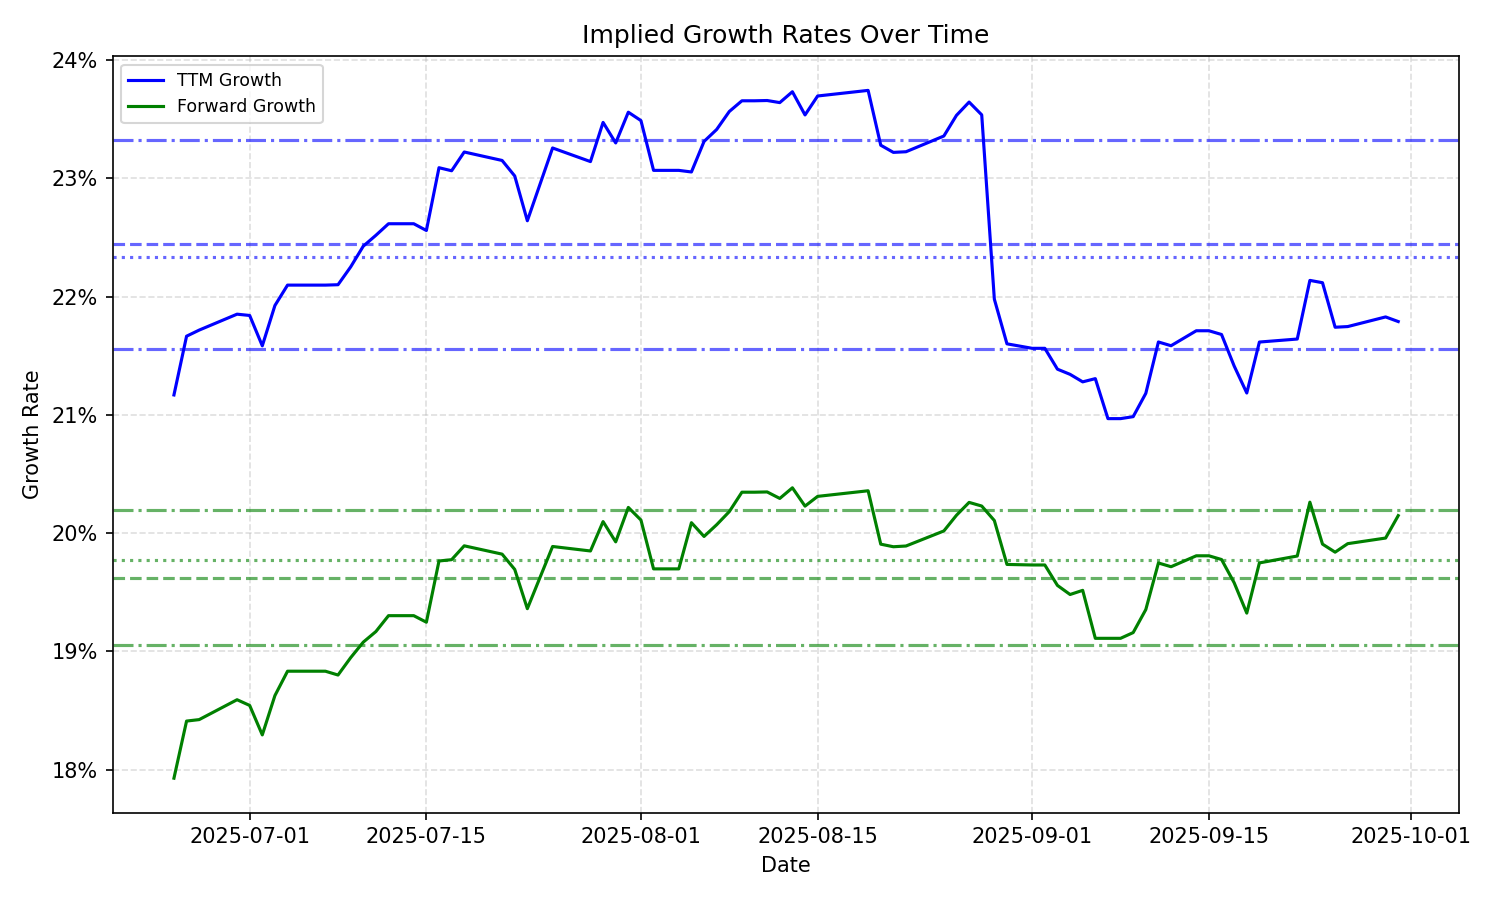 Implied Growth Rates Over Time
TTM Growth
Forward Growth
Growth Rate
24%
23%
22%
21%
20%
19%
18%
2025-07-01
2025-07-15
2025-08-01
2025-08-15
2025-09-01
2025-09-15
2025-10-01
Date